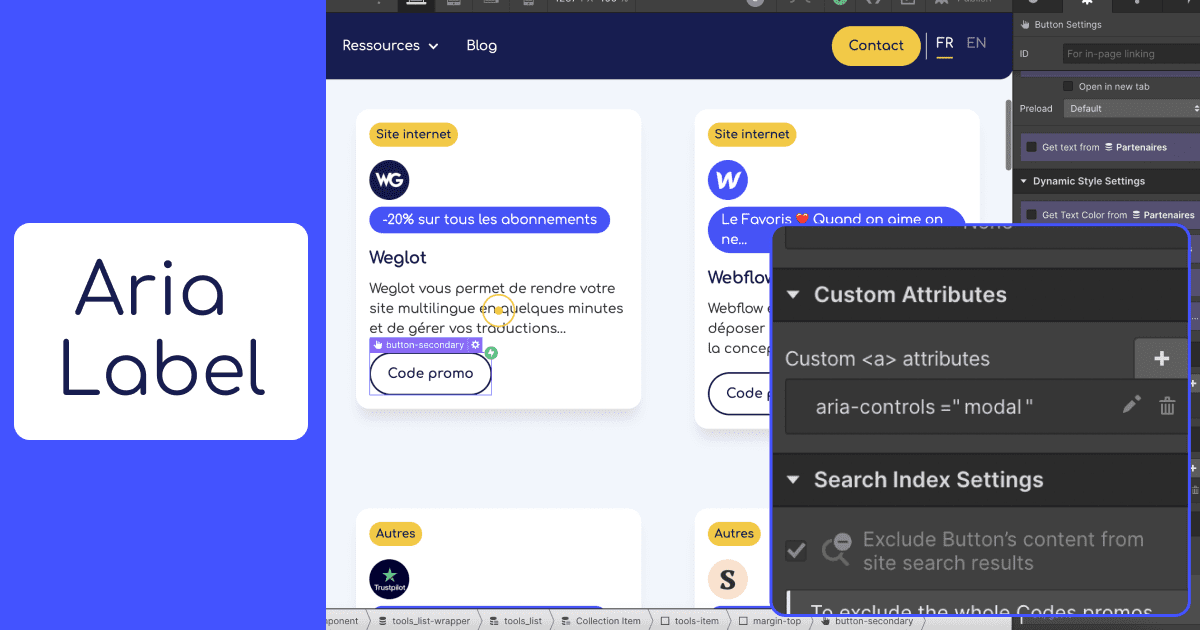 Aria
Label
Ressources
Blog
Contact
FR EN
Site internet
WG
-20% sur tous les abonnements
Weglot
Weglot vous permet de rendre votre
site multilingue en quelques minutes
et de gérer vos traductions...
button-secondary
Code promo
Site internet
W
Le Favoris ❤️ Quand on aime on
ne...
Webflow
Webflow
déposer
la concep
Code p
Autres
Trustpilot
Autres
S
Button Settings
ID For in-page linking
Open in new tab
Preload Default
Get text from Partenaires
Dynamic Style Settings
Get Text Color from Partenaires
None
Custom Attributes
Custom <a> attributes
+
aria-controls =" modal "
Search Index Settings
Exclude Button's content from
site search results
To exclude the whole Codes promos
ponent tools_list-wrapper tools_list Collection Item tools-item margin-top button-secondary